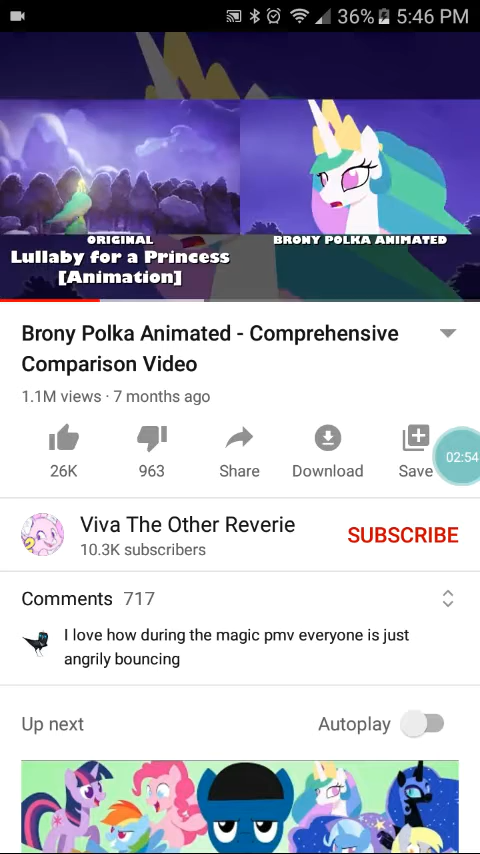 36% 5:46 PM
ORIGINAL
Lullaby for a Princess
[Animation]
BRONY POLKA ANIMATED
Brony Polka Animated - Comprehensive
Comparison Video
1.1M views · 7 months ago
26K 963 Share Download Save
02:54
Viva The Other Reverie
10.3K subscribers
SUBSCRIBE
Comments 717
I love how during the magic pmv everyone is just
angrily bouncing
Up next Autoplay